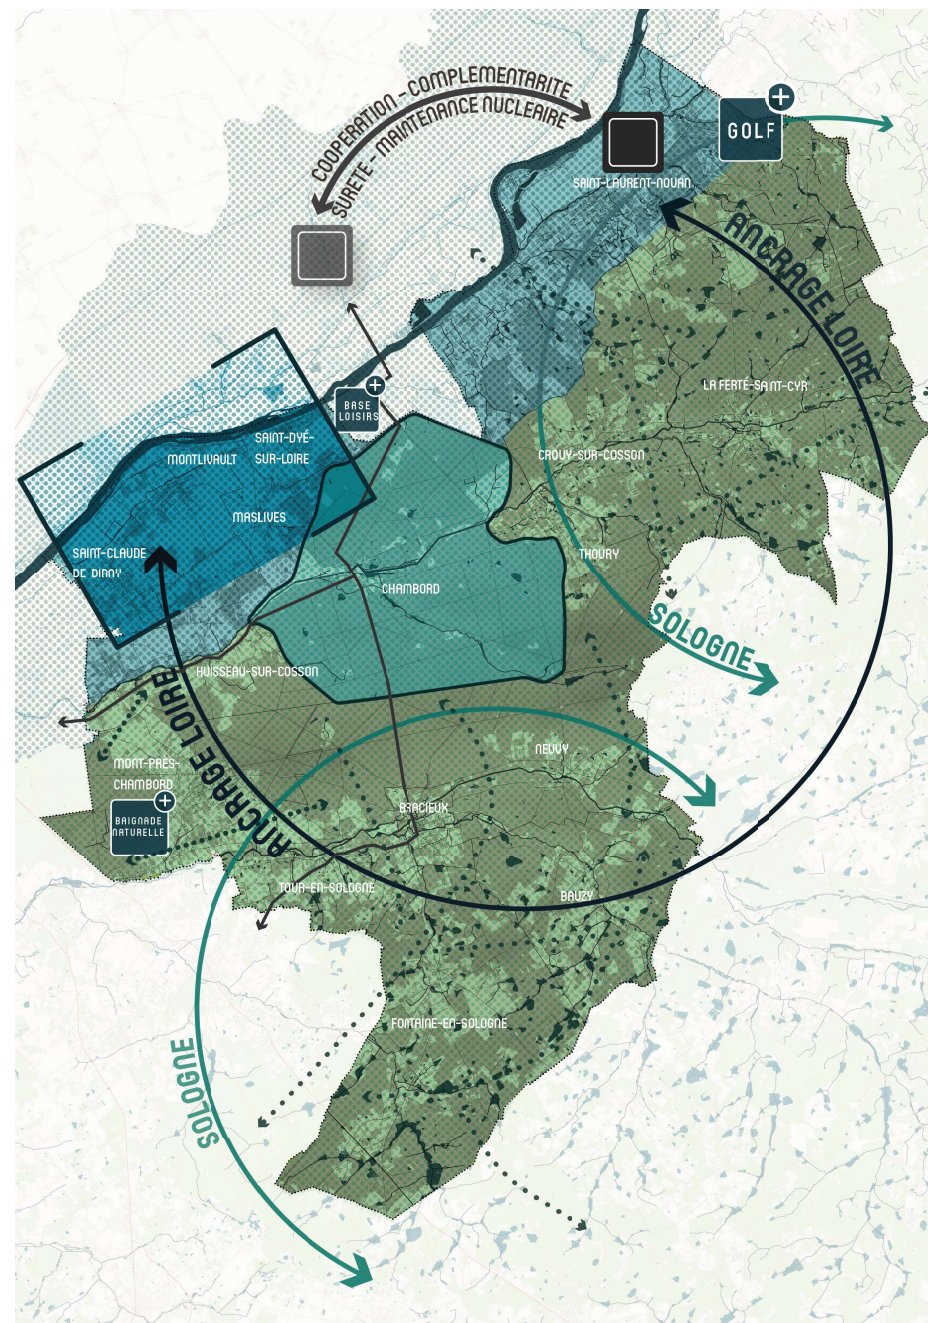 COOPERATION - COMPLEMENTARITE
SURETE - MAINTENANCE NUCLEAIRE
GOLF
SAINT-LAURENT-NOUAN
ANCRAGE LOIRE
LA FERTÉ-SAINT-CYR
BASE
LOISIRS
SAINT-DYÉ-
SUR-LOIRE
MONTLIVAULT
CROUY-SUR-COSSON
MASLIVES
SAINT-CLAUDE
DE DIRAY
THOURY
CHAMBORD
SOLOGNE
HUISSEAU-SUR-COSSON
ANCRAGE LOIRE
NEUVY
MONT-PRES-
CHAMBORD
BRACIEUX
BAIGNADE
NATURELLE
TOUR-EN-SOLOGNE
BAUZY
FONTAINE-EN-SOLOGNE
SOLOGNE